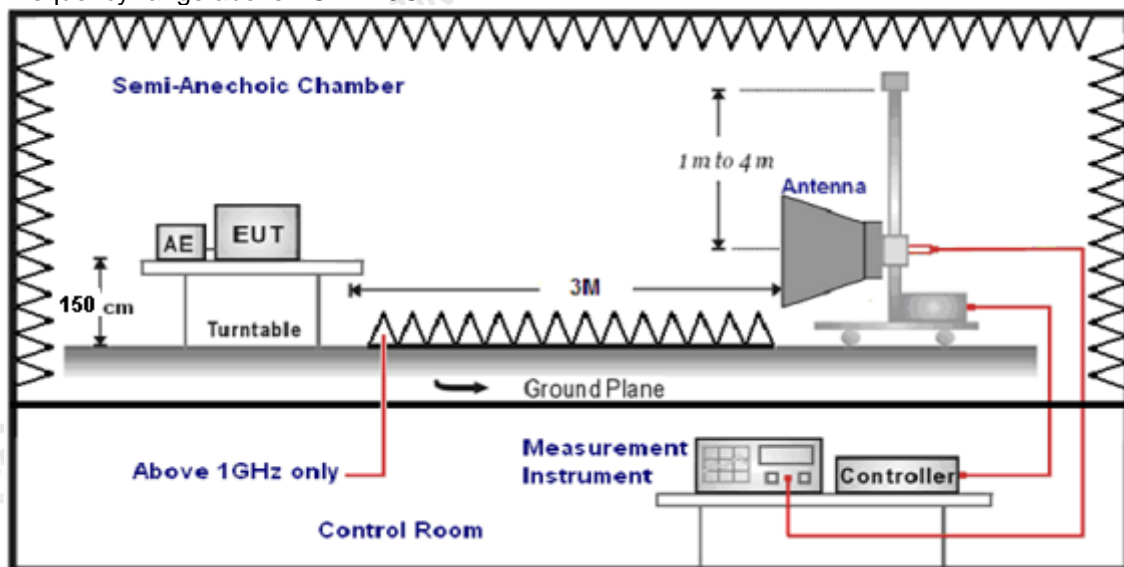 Semi-Anechoic Chamber
1 m to 4 m
Antenna
AE
EUT
150 cm
3M
Turntable
Ground Plane
Above 1GHz only
Measurement
Instrument
Controller
Control Room